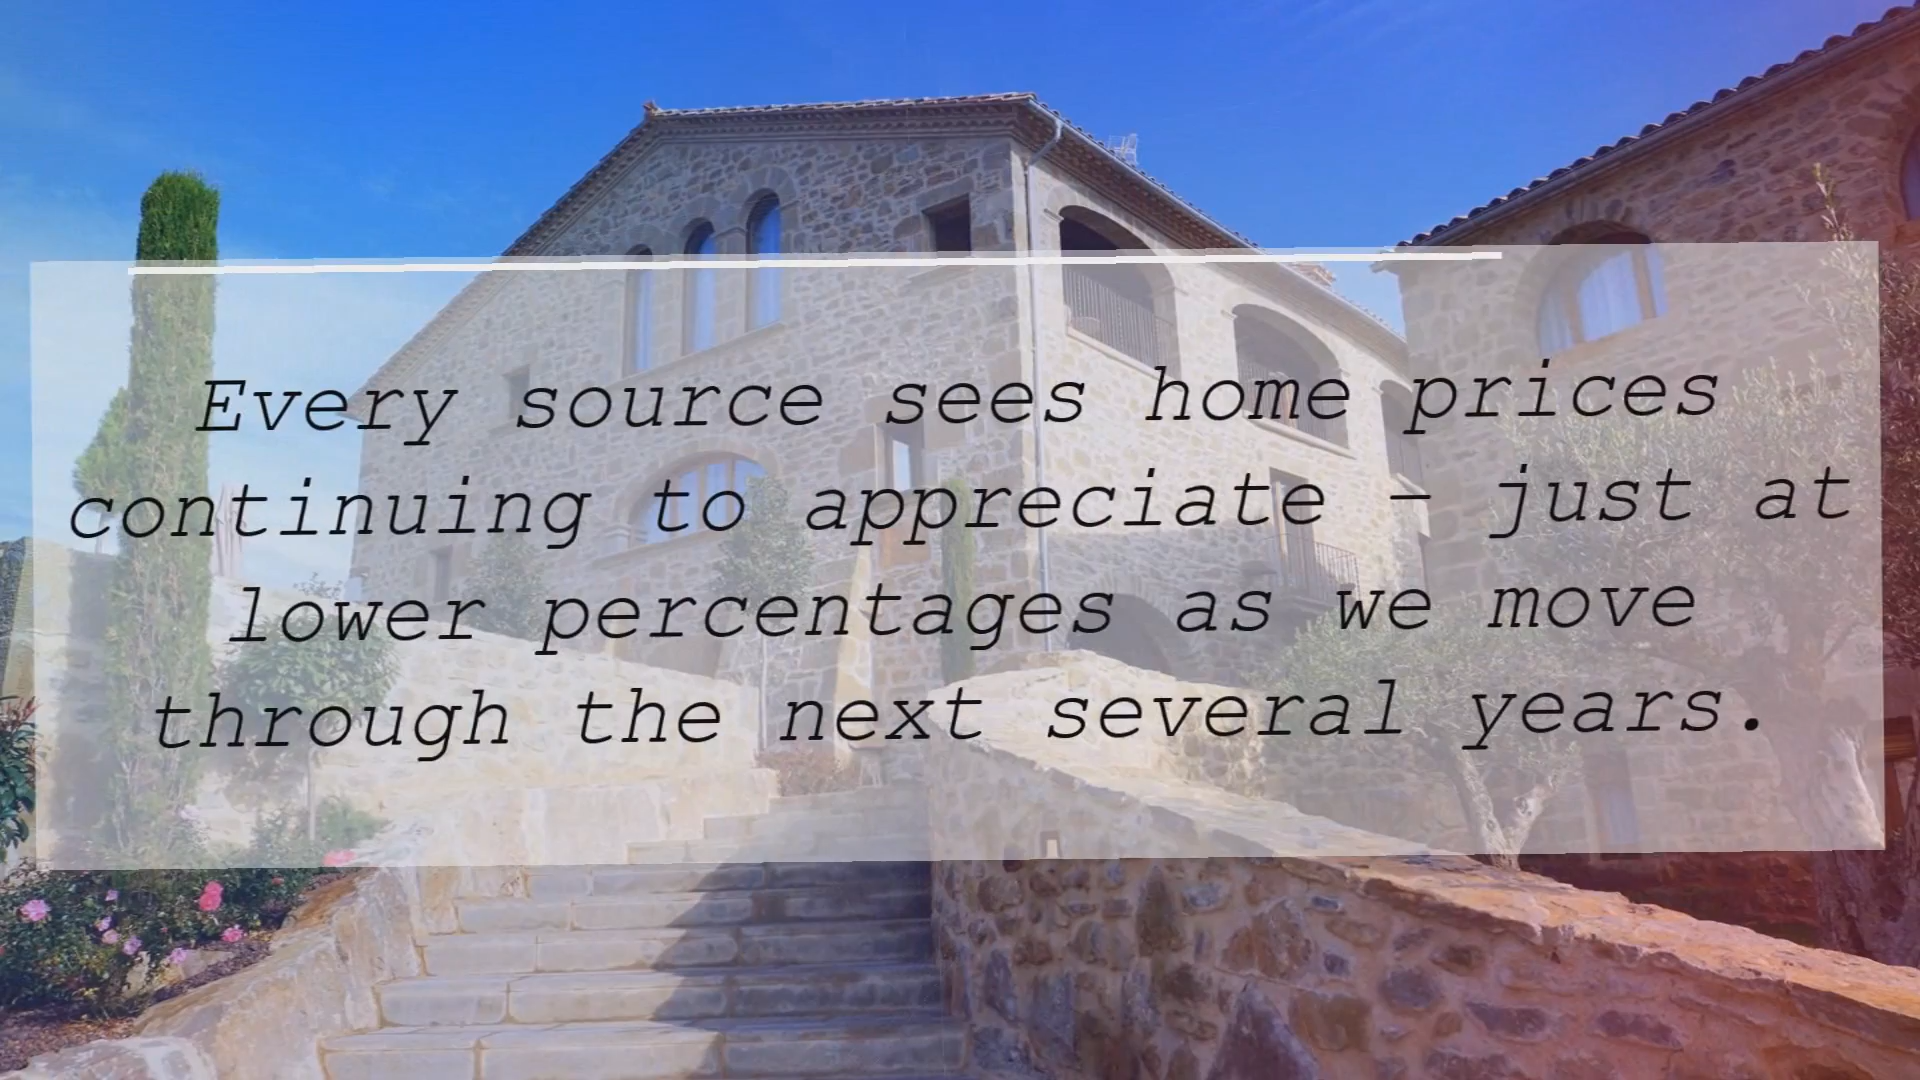 Every source sees home prices
continuing to appreciate – just at
lower percentages as we move
through the next several years.